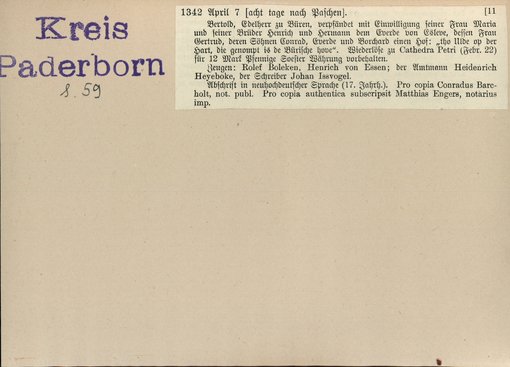 Kreis
Paderborn
s. 59
1342 April 7 [acht tage nach Paschen]. [11
Bertold, Edelherr zu Büren, verpfändet mit Einwilligung seiner Frau Maria
und seiner Brüder Henrich und Hermann dem Everde von Esleve, dessen Frau
Gertrud, deren Söhnen Conrad, Everde und Borchard einen Hof: „tho Ulde op der
Hart, die genompt is de Bürische hove“. Wiederlöse zu Cathedra Petri (Febr. 22)
für 12 Mark Pfennige Soester Währung vorbehalten.
Zeugen: Rolef Boleken, Henrich von Essen; der Amtmann Heidenrich
Heyeboke, der Schreiber Johan Issvogel.
Abschrift in neuhochdeutscher Sprache (17. Jahrh.). Pro copia Conradus Barc-
holt, not. publ. Pro copia authentica subscripsit Matthias Engers, notarius
imp.